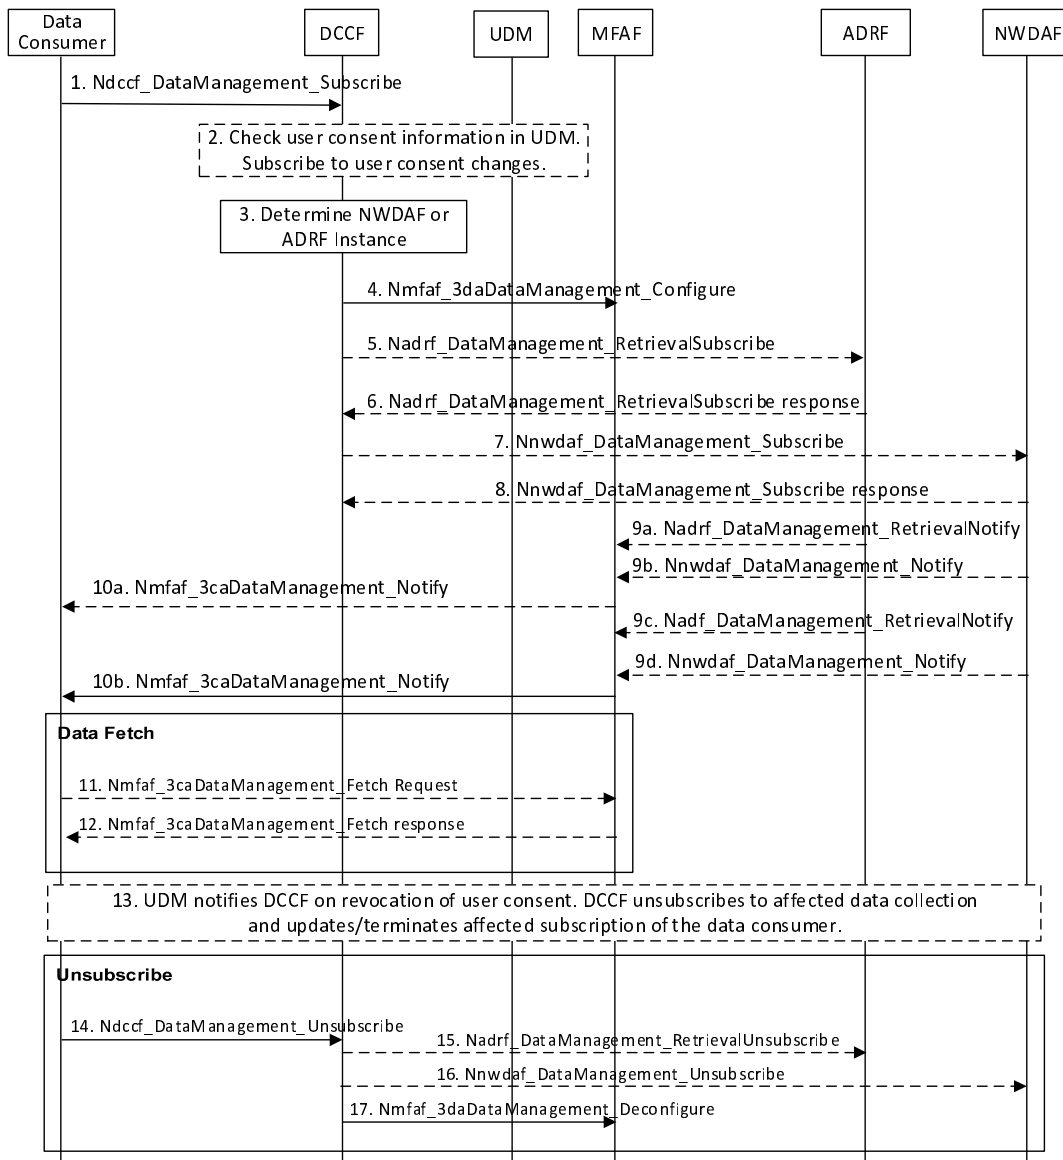 Data
Consumer
DCCF
UDM
MFAF
ADRF
NWDAF
1. Ndccf_DataManagement_Subscribe
2. Check user consent information in UDM.
Subscribe to user consent changes.
3. Determine NWDAF or
ADRF Instance
4. Nmfaf_3daDataManagement_Configure
5. Nadrf_DataManagement_RetrievalSubscribe
6. Nadrf_DataManagement_RetrievalSubscribe response
7. Nnwdaf_DataManagement_Subscribe
8. Nnwdaf_DataManagement_Subscribe response
9a. Nadrf_DataManagement_RetrievalNotify
9b. Nnwdaf_DataManagement_Notify
10a. Nmfaf_3caDataManagement_Notify
9c. Nadf_DataManagement_RetrievalNotify
9d. Nnwdaf_DataManagement_Notify
10b. Nmfaf_3caDataManagement_Notify
Data Fetch
11. Nmfaf_3caDataManagement_Fetch Request
12. Nmfaf_3caDataManagement_Fetch response
13. UDM notifies DCCF on revocation of user consent. DCCF unsubscribes to affected data collection
and updates/terminates affected subscription of the data consumer.
Unsubscribe
14. Ndccf_DataManagement_Unsubscribe
15. Nadrf_DataManagement_RetrievalUnsubscribe
16. Nnwdaf_DataManagement_Unsubscribe
17. Nmfaf_3daDataManagement_Deconfigure